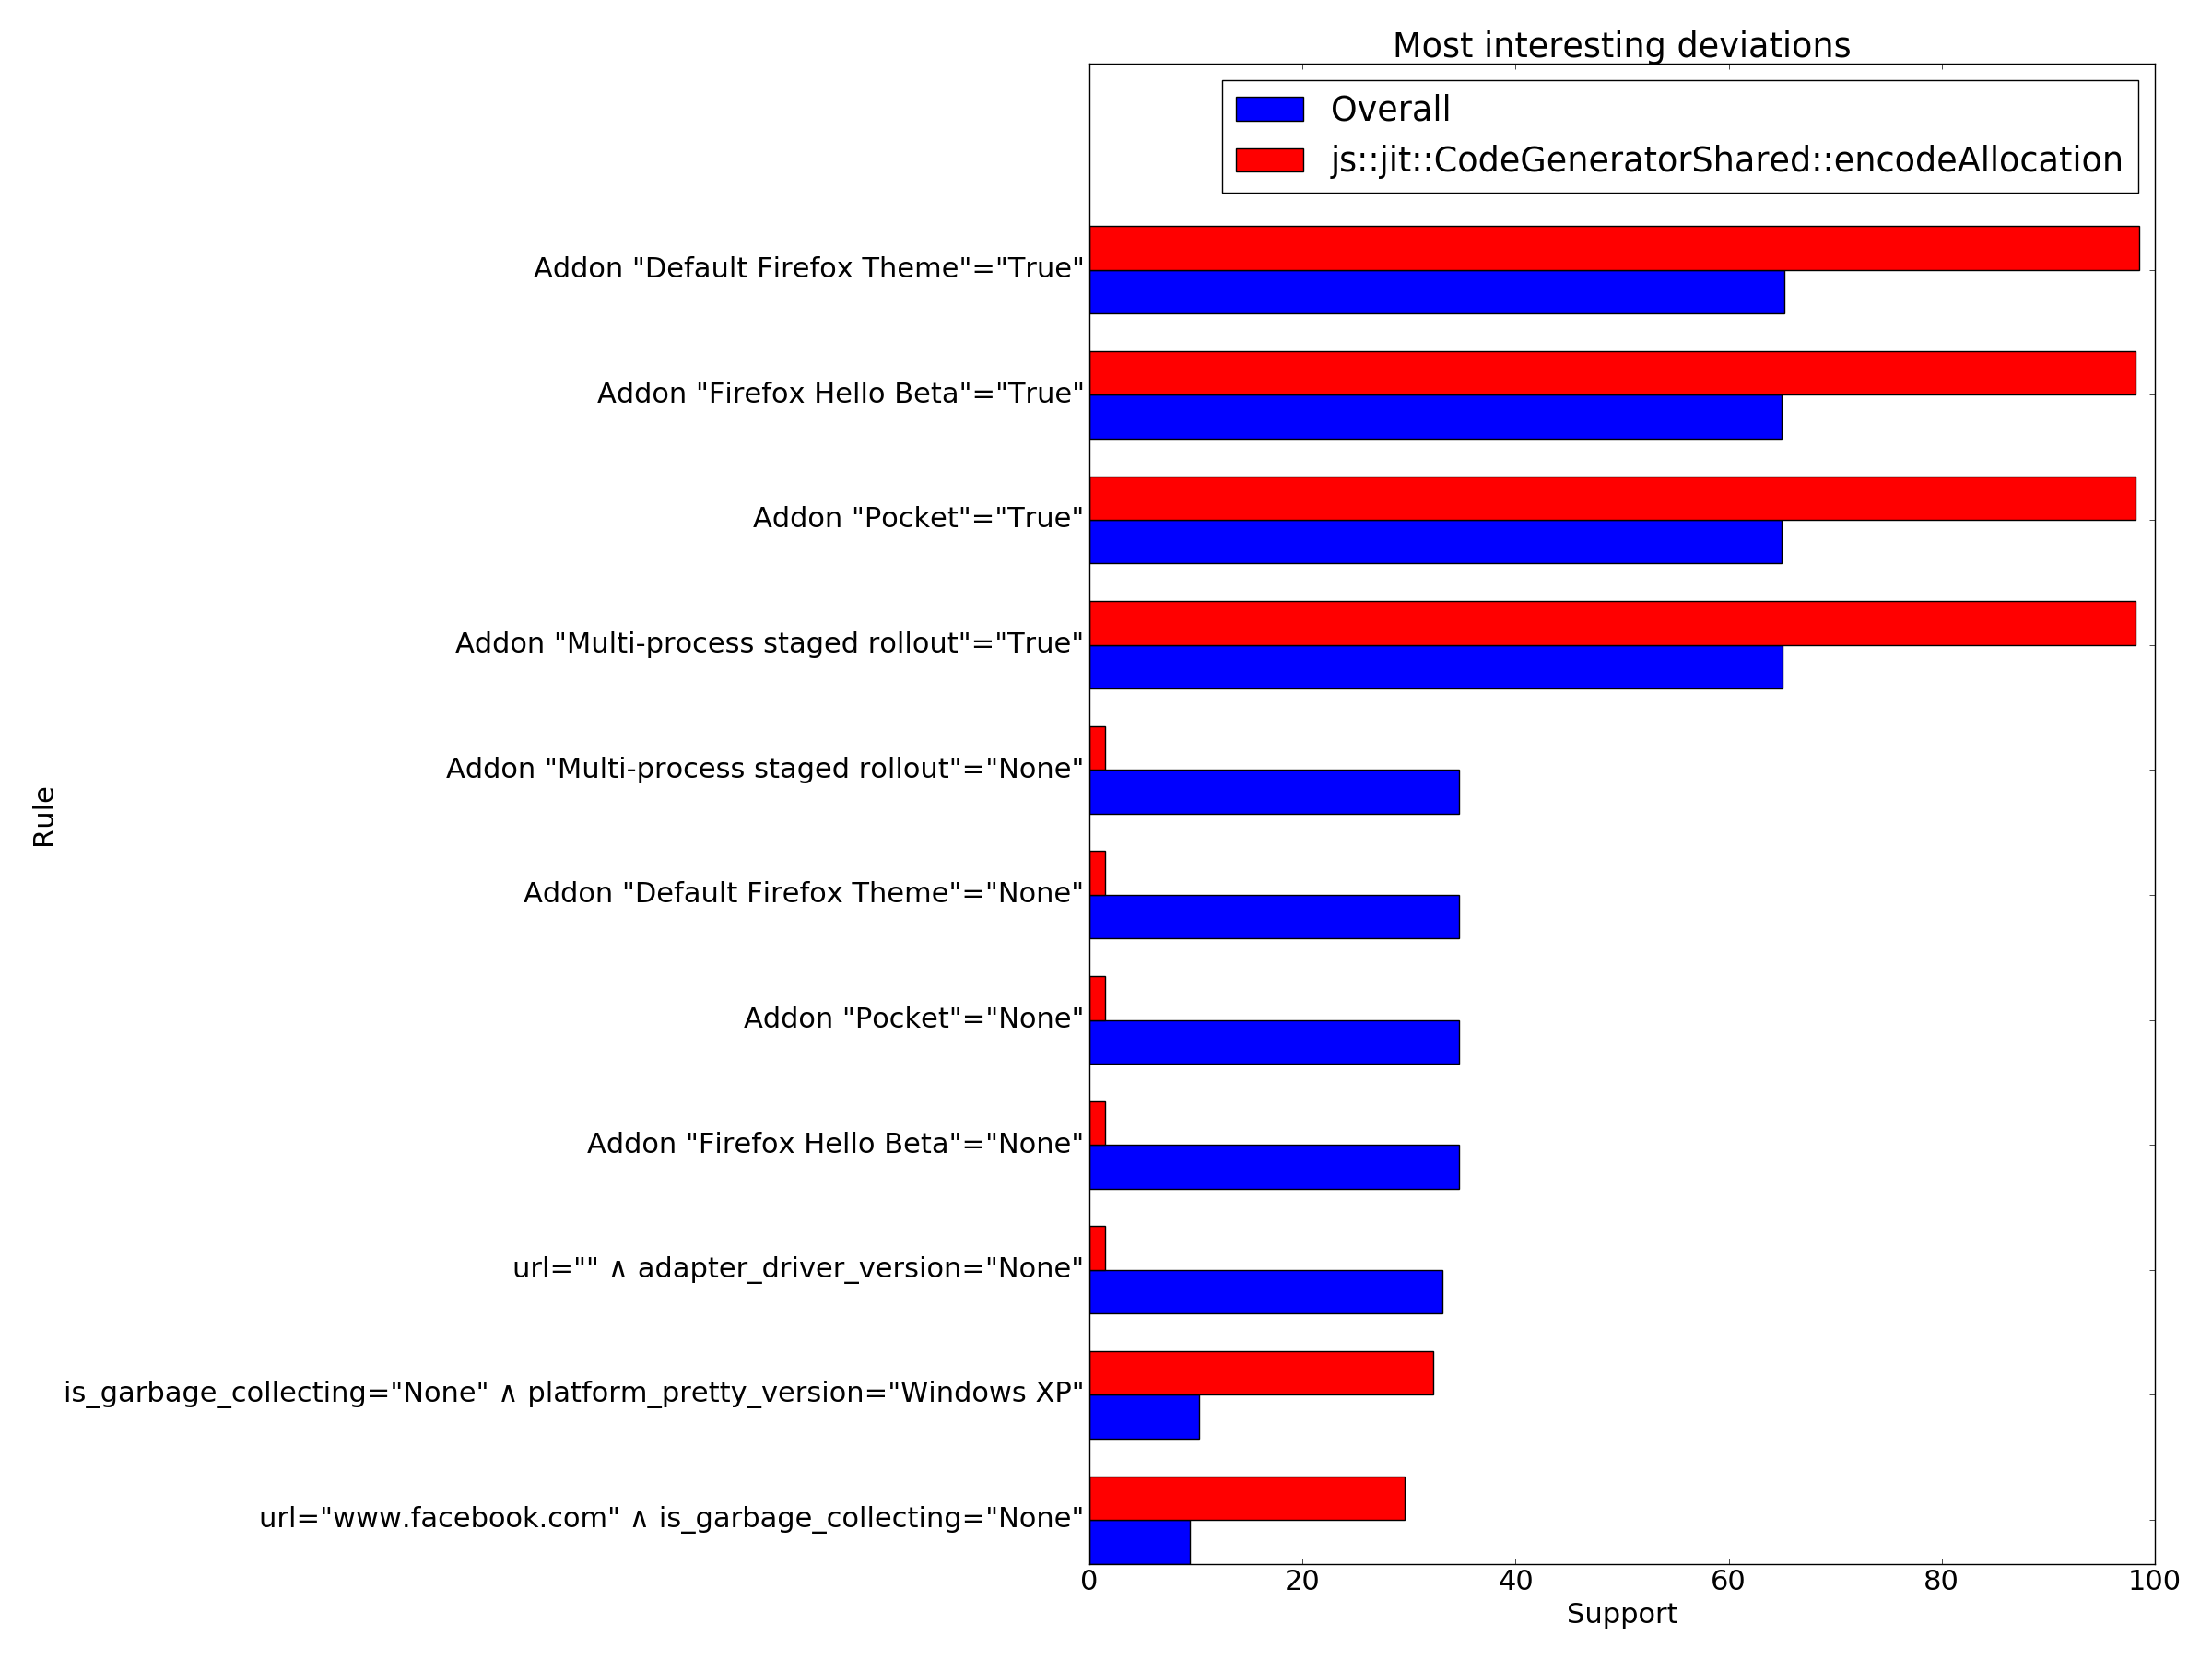 Most interesting deviations
Overall
js::jit::CodeGeneratorShared::encodeAllocation
Addon "Default Firefox Theme"="True"
Addon "Firefox Hello Beta"="True"
Addon "Pocket"="True"
Addon "Multi-process staged rollout"="True"
Addon "Multi-process staged rollout"="None"
Addon "Default Firefox Theme"="None"
Addon "Pocket"="None"
Addon "Firefox Hello Beta"="None"
url="" ∧ adapter_driver_version="None"
is_garbage_collecting="None" ∧ platform_pretty_version="Windows XP"
url="www.facebook.com" ∧ is_garbage_collecting="None"
Rule
0 20 40 60 80 100
Support